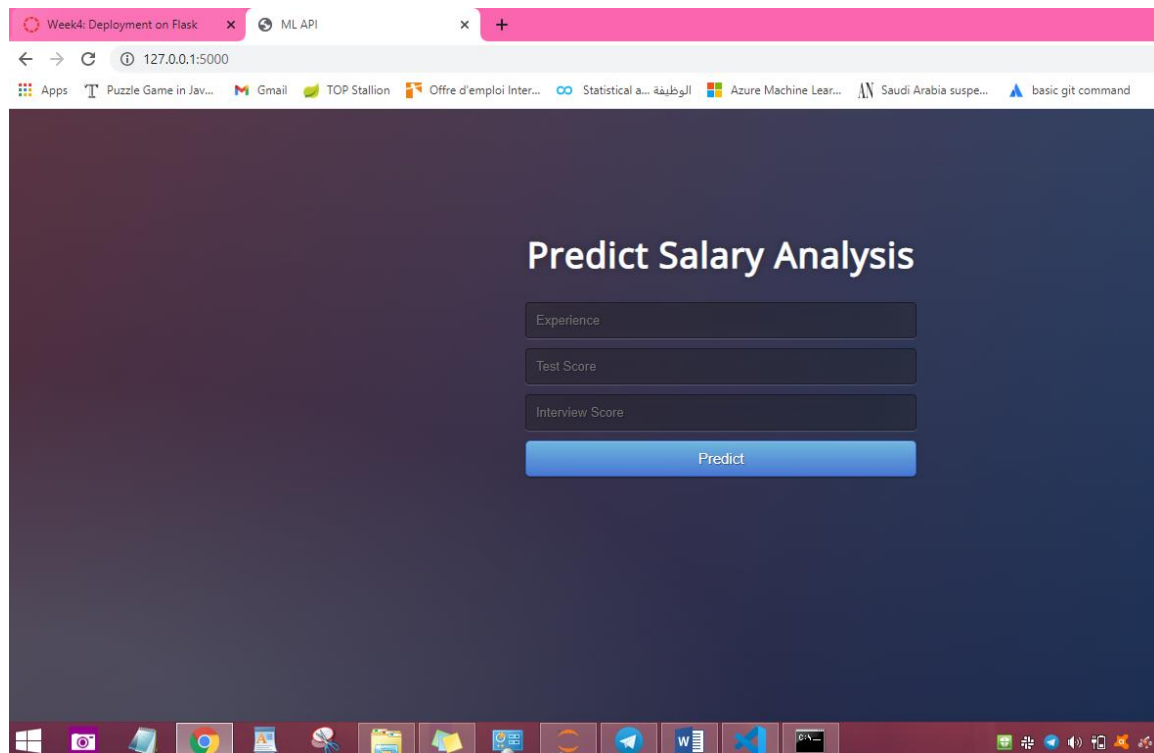 Week4: Deployment on Flask
ML API
127.0.0.1:5000
Apps Puzzle Game in Jav... Gmail TOP Stallion Offre d'emploi Inter... Statistical a... الوظيفة Azure Machine Lear... AN Saudi Arabia suspe... basic git command
Predict Salary Analysis
Experience
Test Score
Interview Score
Predict